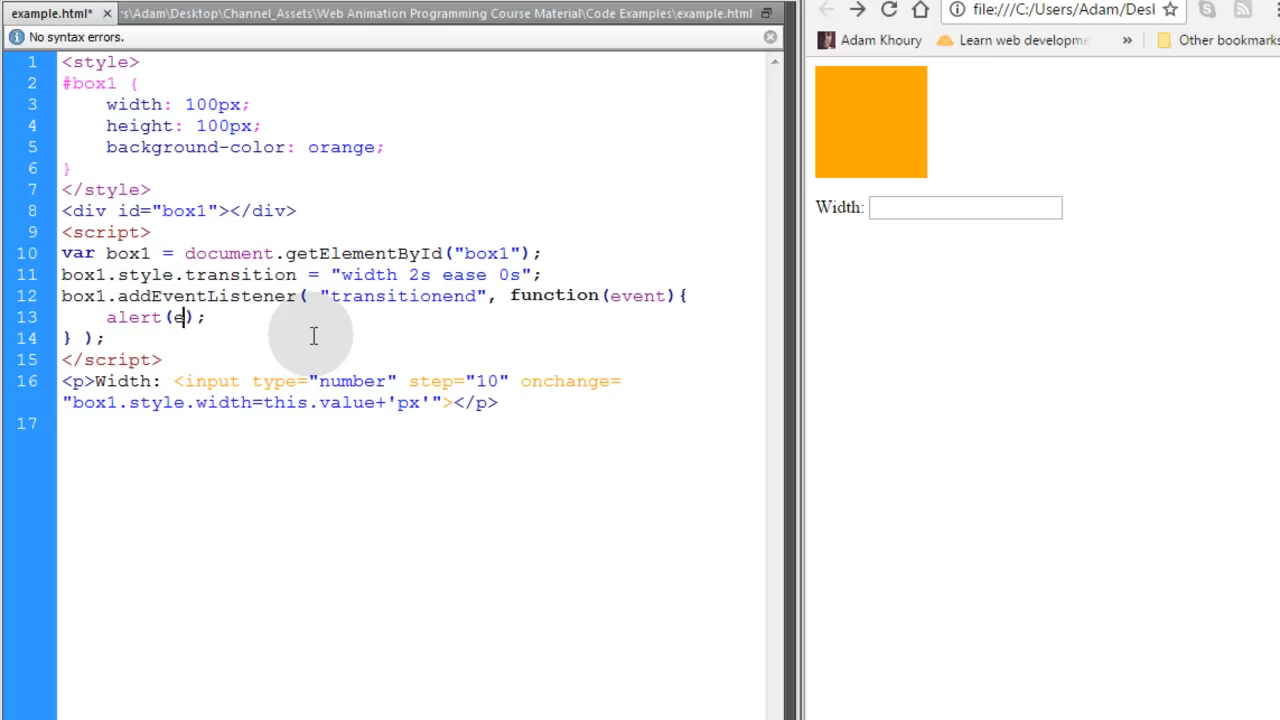 example.html* × :s\Adam\Desktop\Channel_Assets\Web Animation Programming Course Material\Code Examples\example.html
No syntax errors.
1 <style>
2 #box1 {
3 width: 100px;
4 height: 100px;
5 background-color: orange;
6 }
7 </style>
8 <div id="box1"></div>
9 <script>
10 var box1 = document.getElementById("box1");
11 box1.style.transition = "width 2s ease 0s";
12 box1.addEventListener( "transitionend", function(event){
13 alert(e);
14 } );
15 </script>
16 <p>Width: <input type="number" step="10" onchange=
"box1.style.width=this.value+'px'"></p>
17
file:///C:/Users/Adam/Desl
Adam Khoury Learn web developme » Other bookmarks
Width: